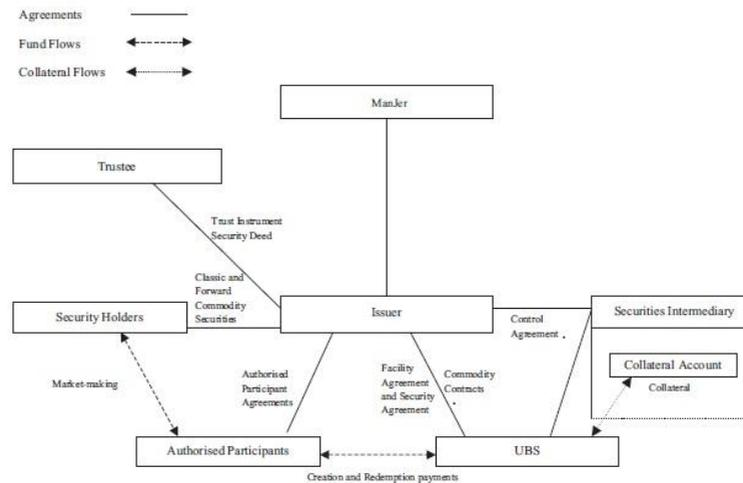 Agreements
Fund Flows
Collateral Flows
ManJer
Trustee
Trust Instrument
Security Deed
Classic and
Forward
Commodity
Securities
Security Holders
Issuer
Securities Intermediary
Control
Agreement
Collateral Account
Collateral
Market-making
Authorised
Participant
Agreements
Facility
Agreement
and Security
Agreement
Commodity
Contracts
Authorised Participants
UBS
Creation and Redemption payments